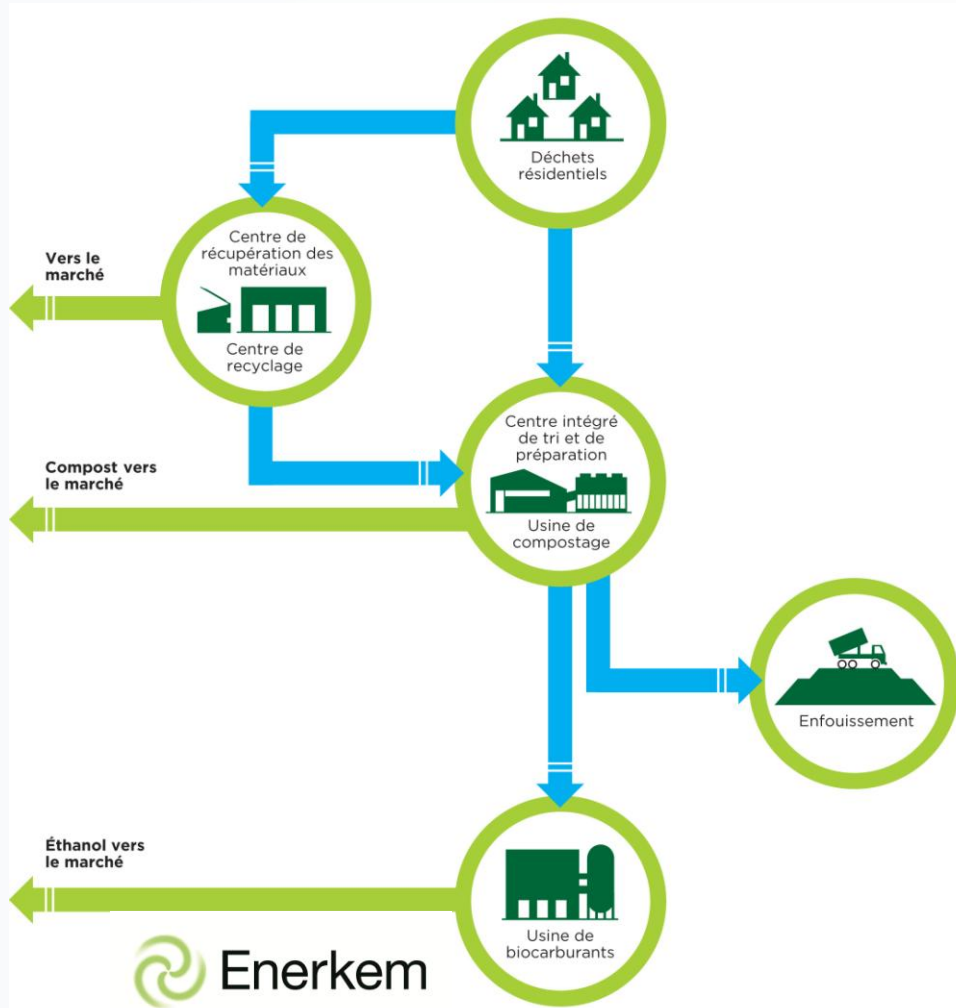 Déchets
résidentiels
Centre de
récupération des
matériaux
Centre de
recyclage
Vers le
marché
Centre intégré
de tri et de
préparation
Usine de
compostage
Compost vers
le marché
Enfouissement
Éthanol vers
le marché
Usine de
biocarburants
Enerkem